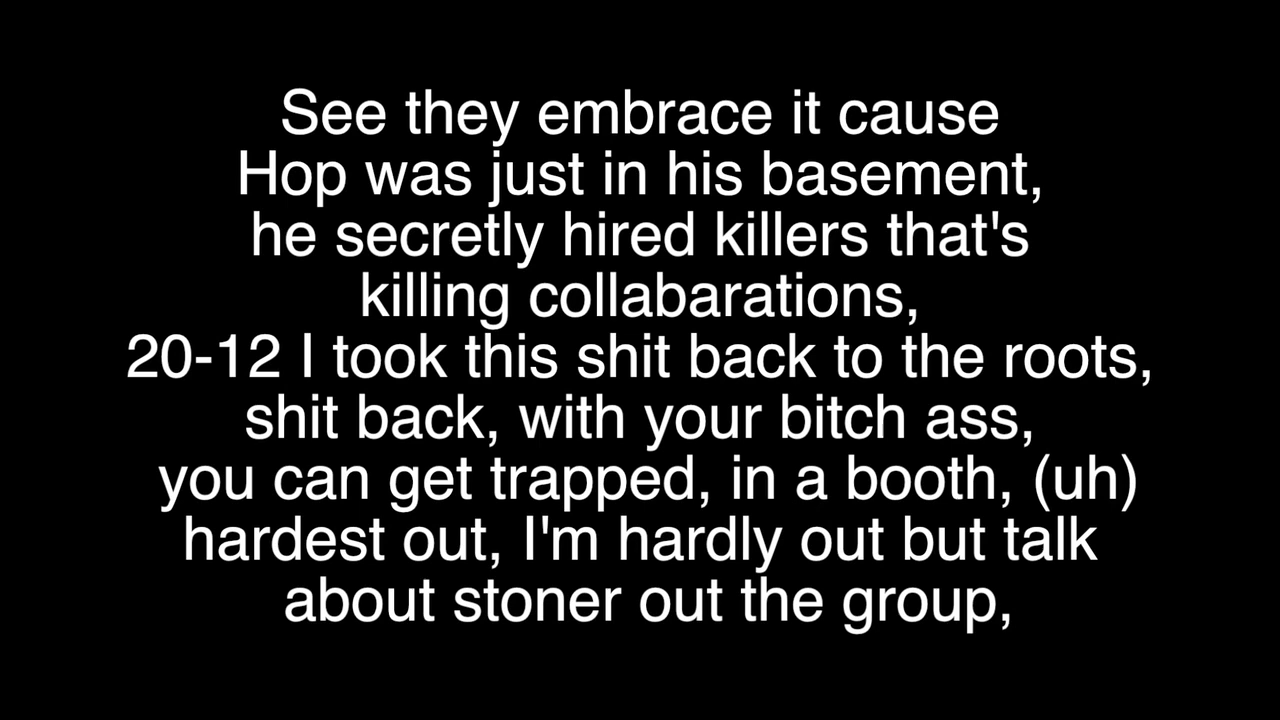 See they embrace it cause
Hop was just in his basement,
he secretly hired killers that's
killing collabarations,
20-12 I took this shit back to the roots,
shit back, with your bitch ass,
you can get trapped, in a booth, (uh)
hardest out, I'm hardly out but talk
about stoner out the group,